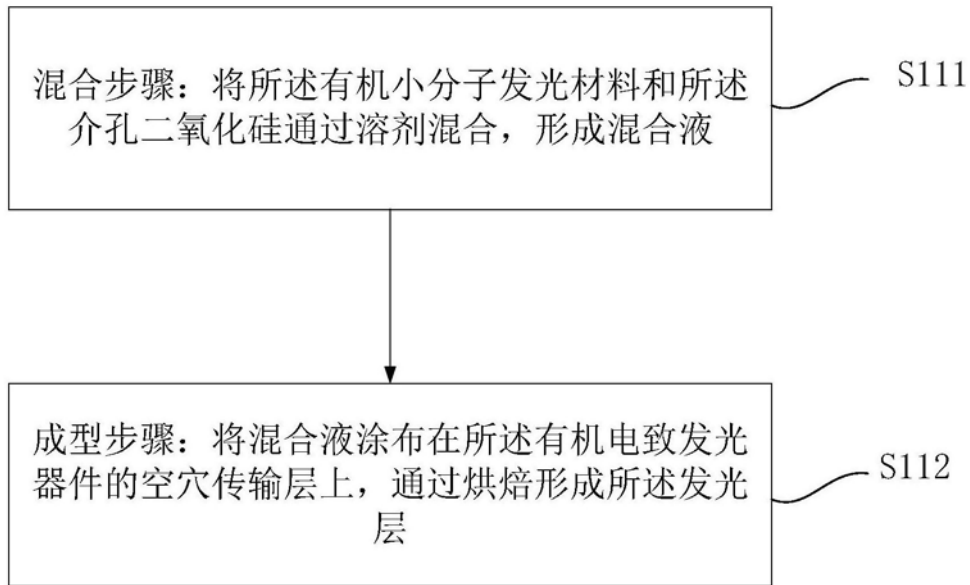 混合步骤：将所述有机小分子发光材料和所述
介孔二氧化硅通过溶剂混合，形成混合液
S111
成型步骤：将混合液涂布在所述有机电致发光
器件的空穴传输层上，通过烘焙形成所述发光
层
S112